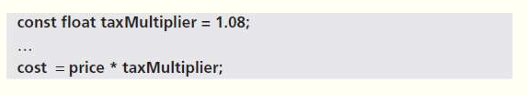 const float taxMultiplier = 1.08;
…
cost = price * taxMultiplier;